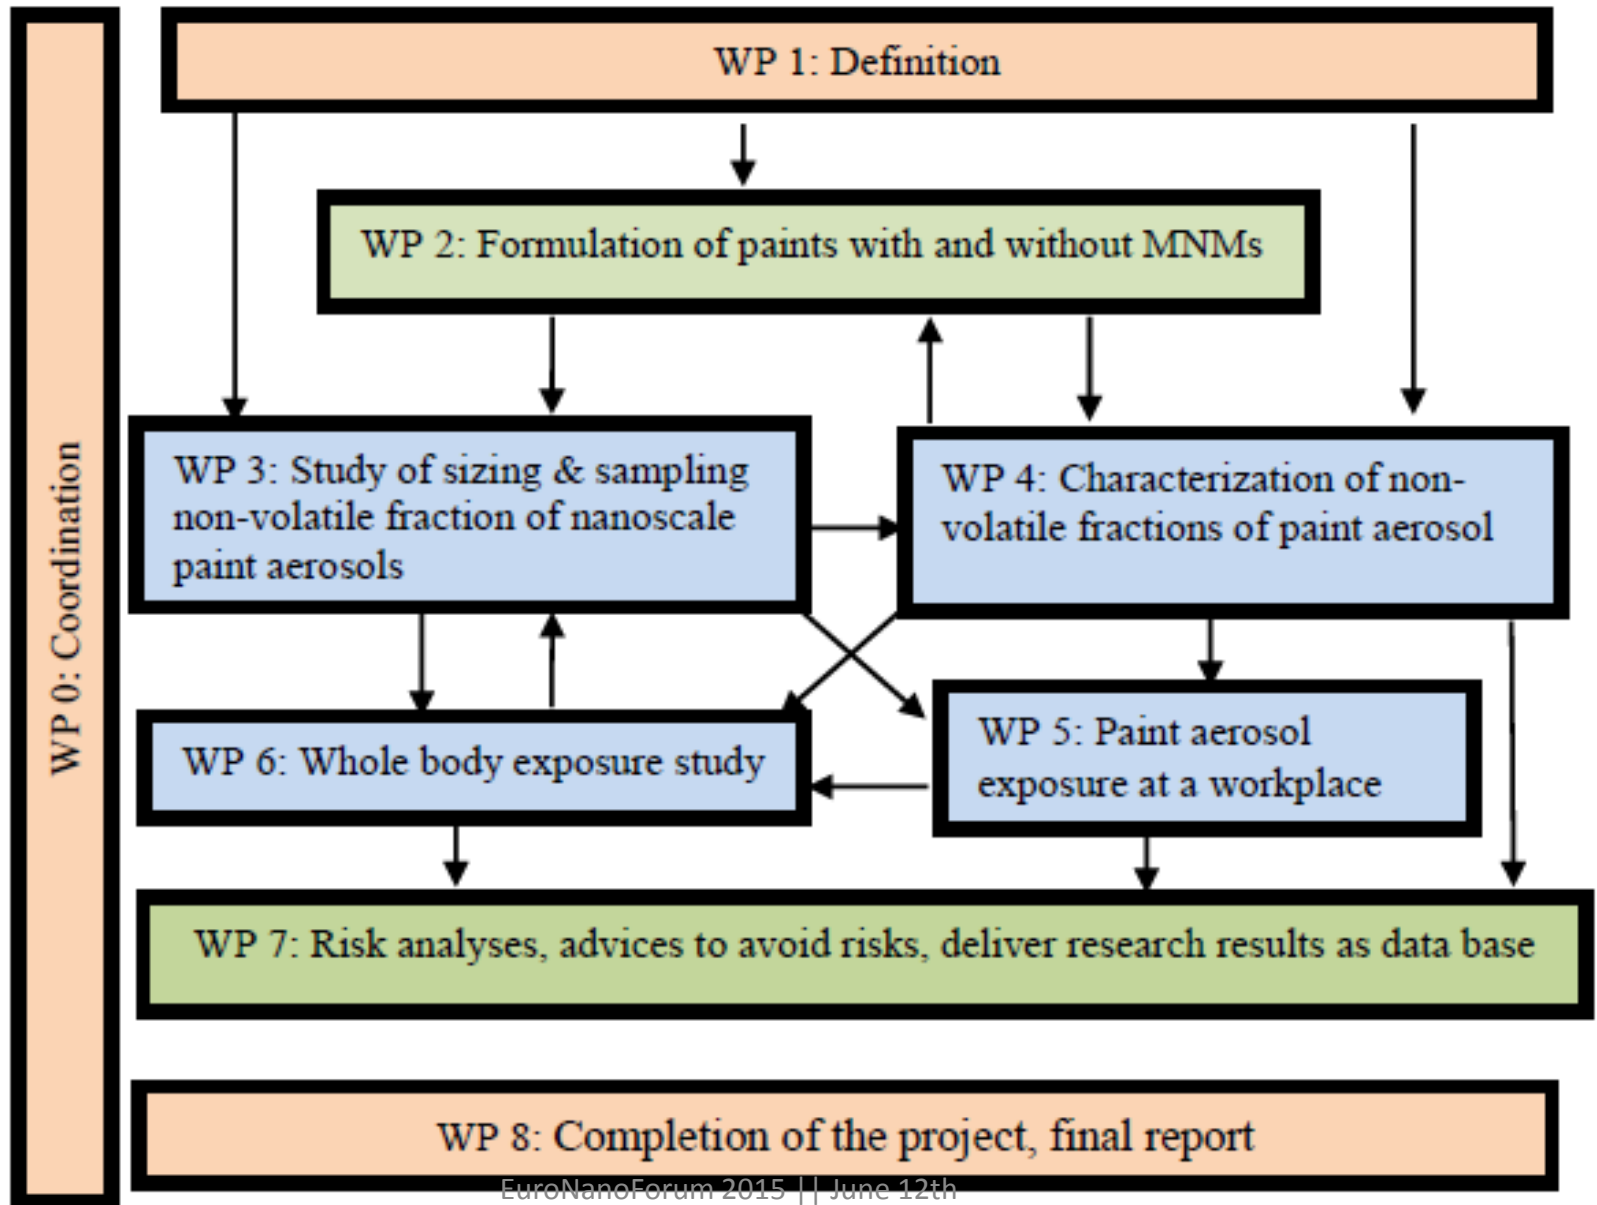 WP 0: Coordination
WP 1: Definition
WP 2: Formulation of paints with and without MNMs
WP 3: Study of sizing & sampling
non-volatile fraction of nanoscale
paint aerosols
WP 4: Characterization of non-
volatile fractions of paint aerosol
WP 6: Whole body exposure study
WP 5: Paint aerosol
exposure at a workplace
WP 7: Risk analyses, advices to avoid risks, deliver research results as data base
WP 8: Completion of the project, final report
EuroNanoForum 2015 || June 12th